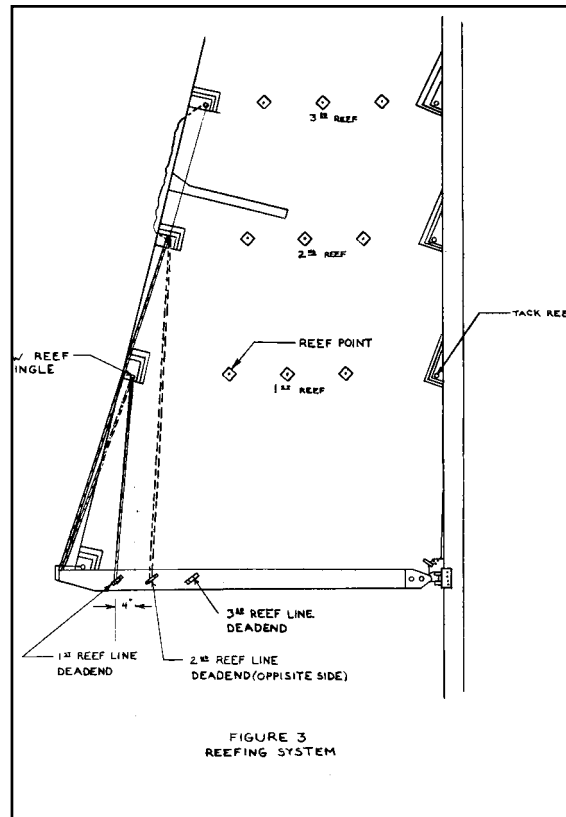 3RD REEF
2ND REEF
TACK REE
REEF POINT
W REEF
INGLE
1ST REEF
4"
3RD REEF LINE
DEADEND
1ST REEF LINE
DEADEND
2ND REEF LINE
DEADEND (OPPISITE SIDE)
FIGURE 3
REEFING SYSTEM